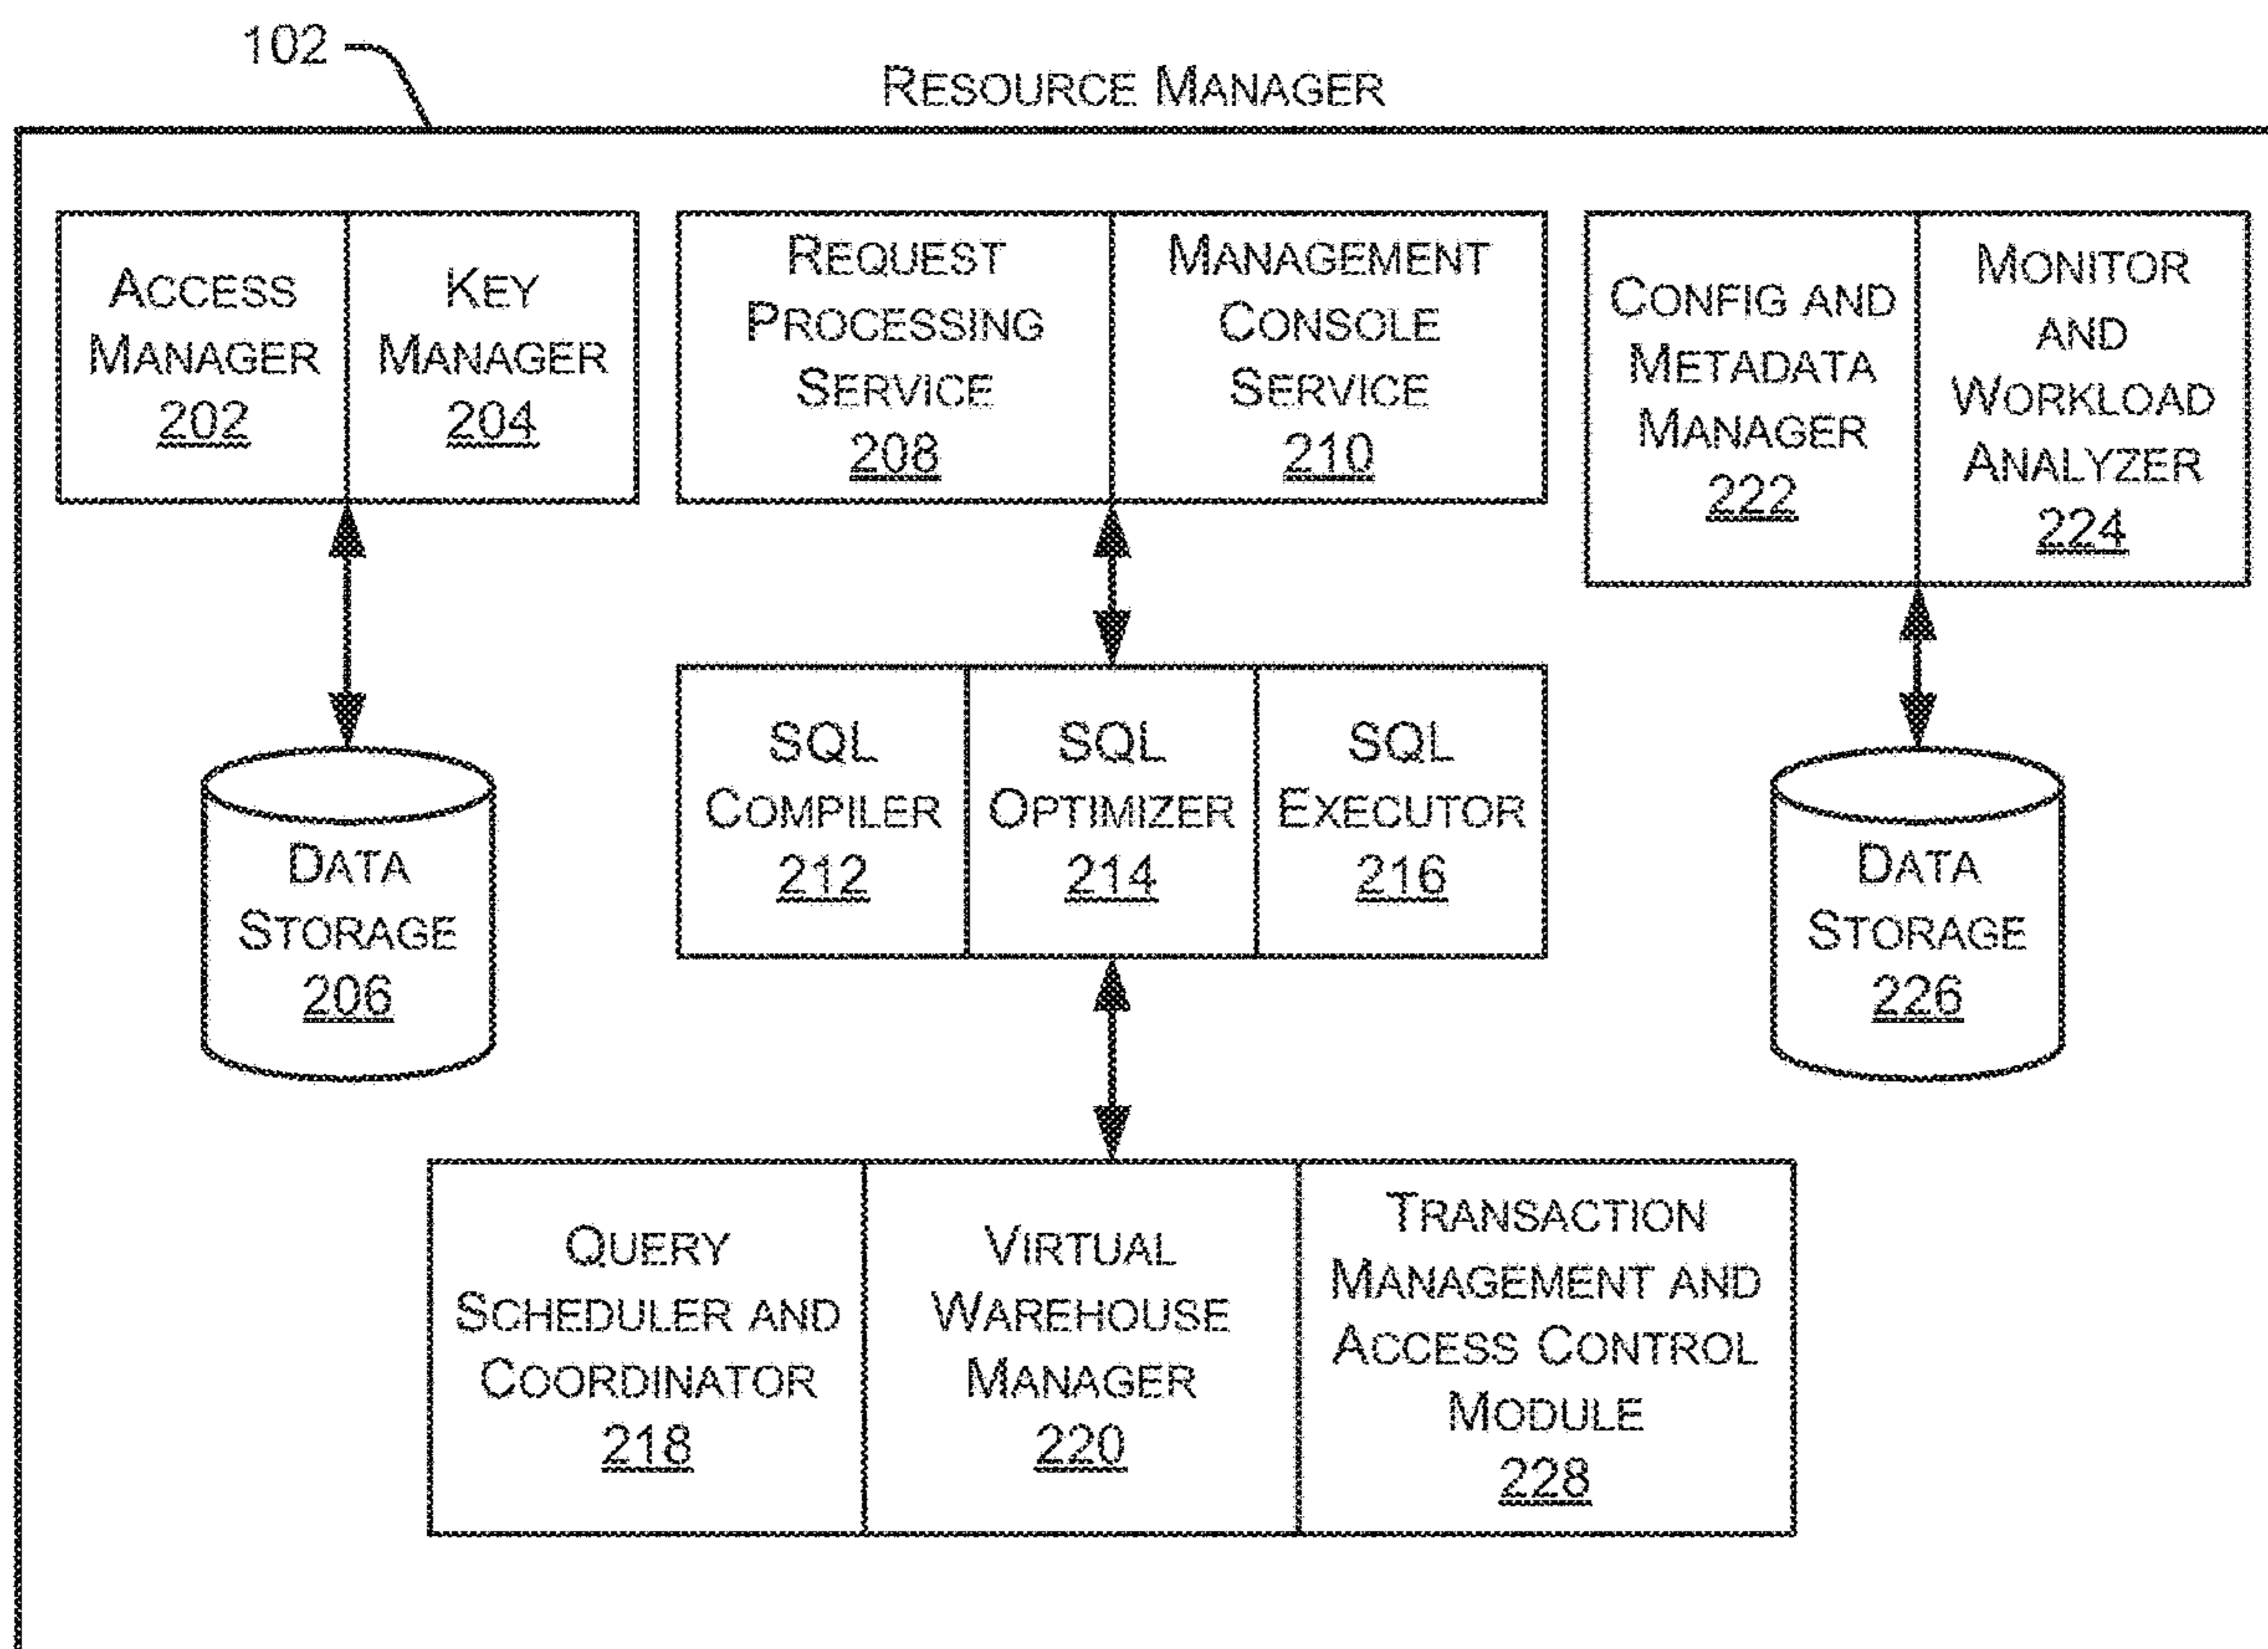 102
RESOURCE MANAGER
ACCESS
MANAGER
202
KEY
MANAGER
204
REQUEST
PROCESSING
SERVICE
208
MANAGEMENT
CONSOLE
SERVICE
210
CONFIG AND
METADATA
MANAGER
222
MONITOR
AND
WORKLOAD
ANALYZER
224
DATA
STORAGE
206
SQL
COMPILER
212
SQL
OPTIMIZER
214
SQL
EXECUTOR
216
DATA
STORAGE
226
QUERY
SCHEDULER AND
COORDINATOR
218
VIRTUAL
WAREHOUSE
MANAGER
220
TRANSACTION
MANAGEMENT AND
ACCESS CONTROL
MODULE
228